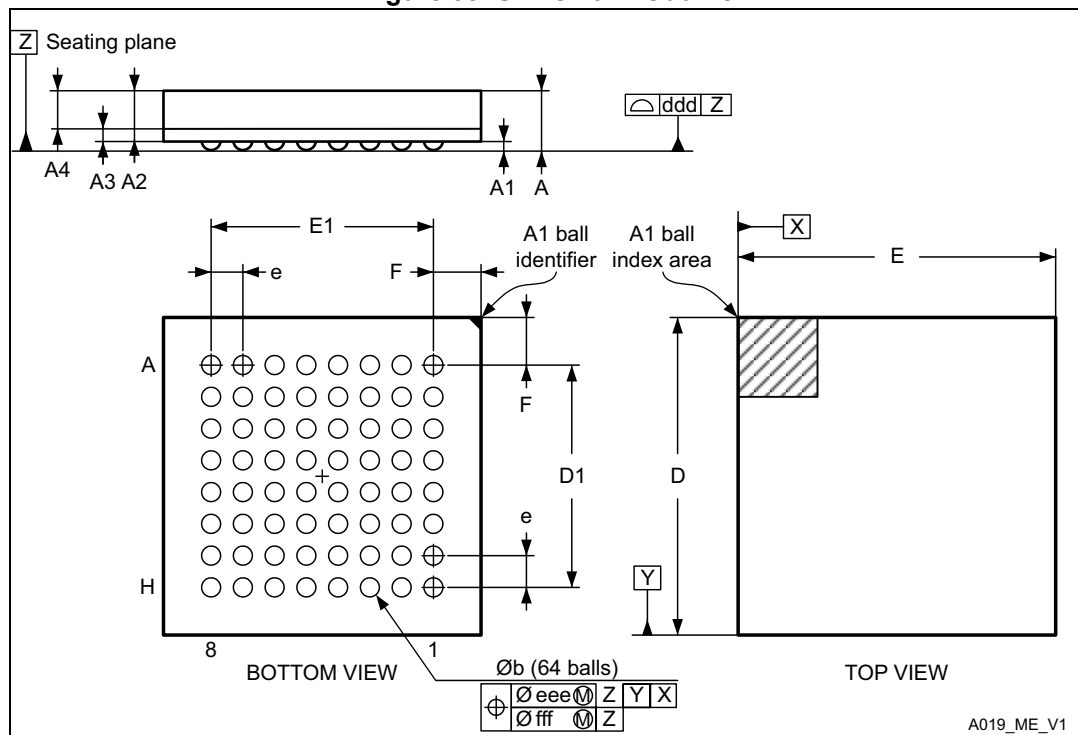 Z Seating plane
ddd Z
A4
A3 A2
A1 A
E1
A1 ball
identifier
A1 ball
index area
X
E
e
F
A
F
D1
D
e
H
Y
8
1
BOTTOM VIEW
Øb (64 balls)
TOP VIEW
Ø eee Ⓜ Z Y X
Ø fff Ⓜ Z
A019_ME_V1